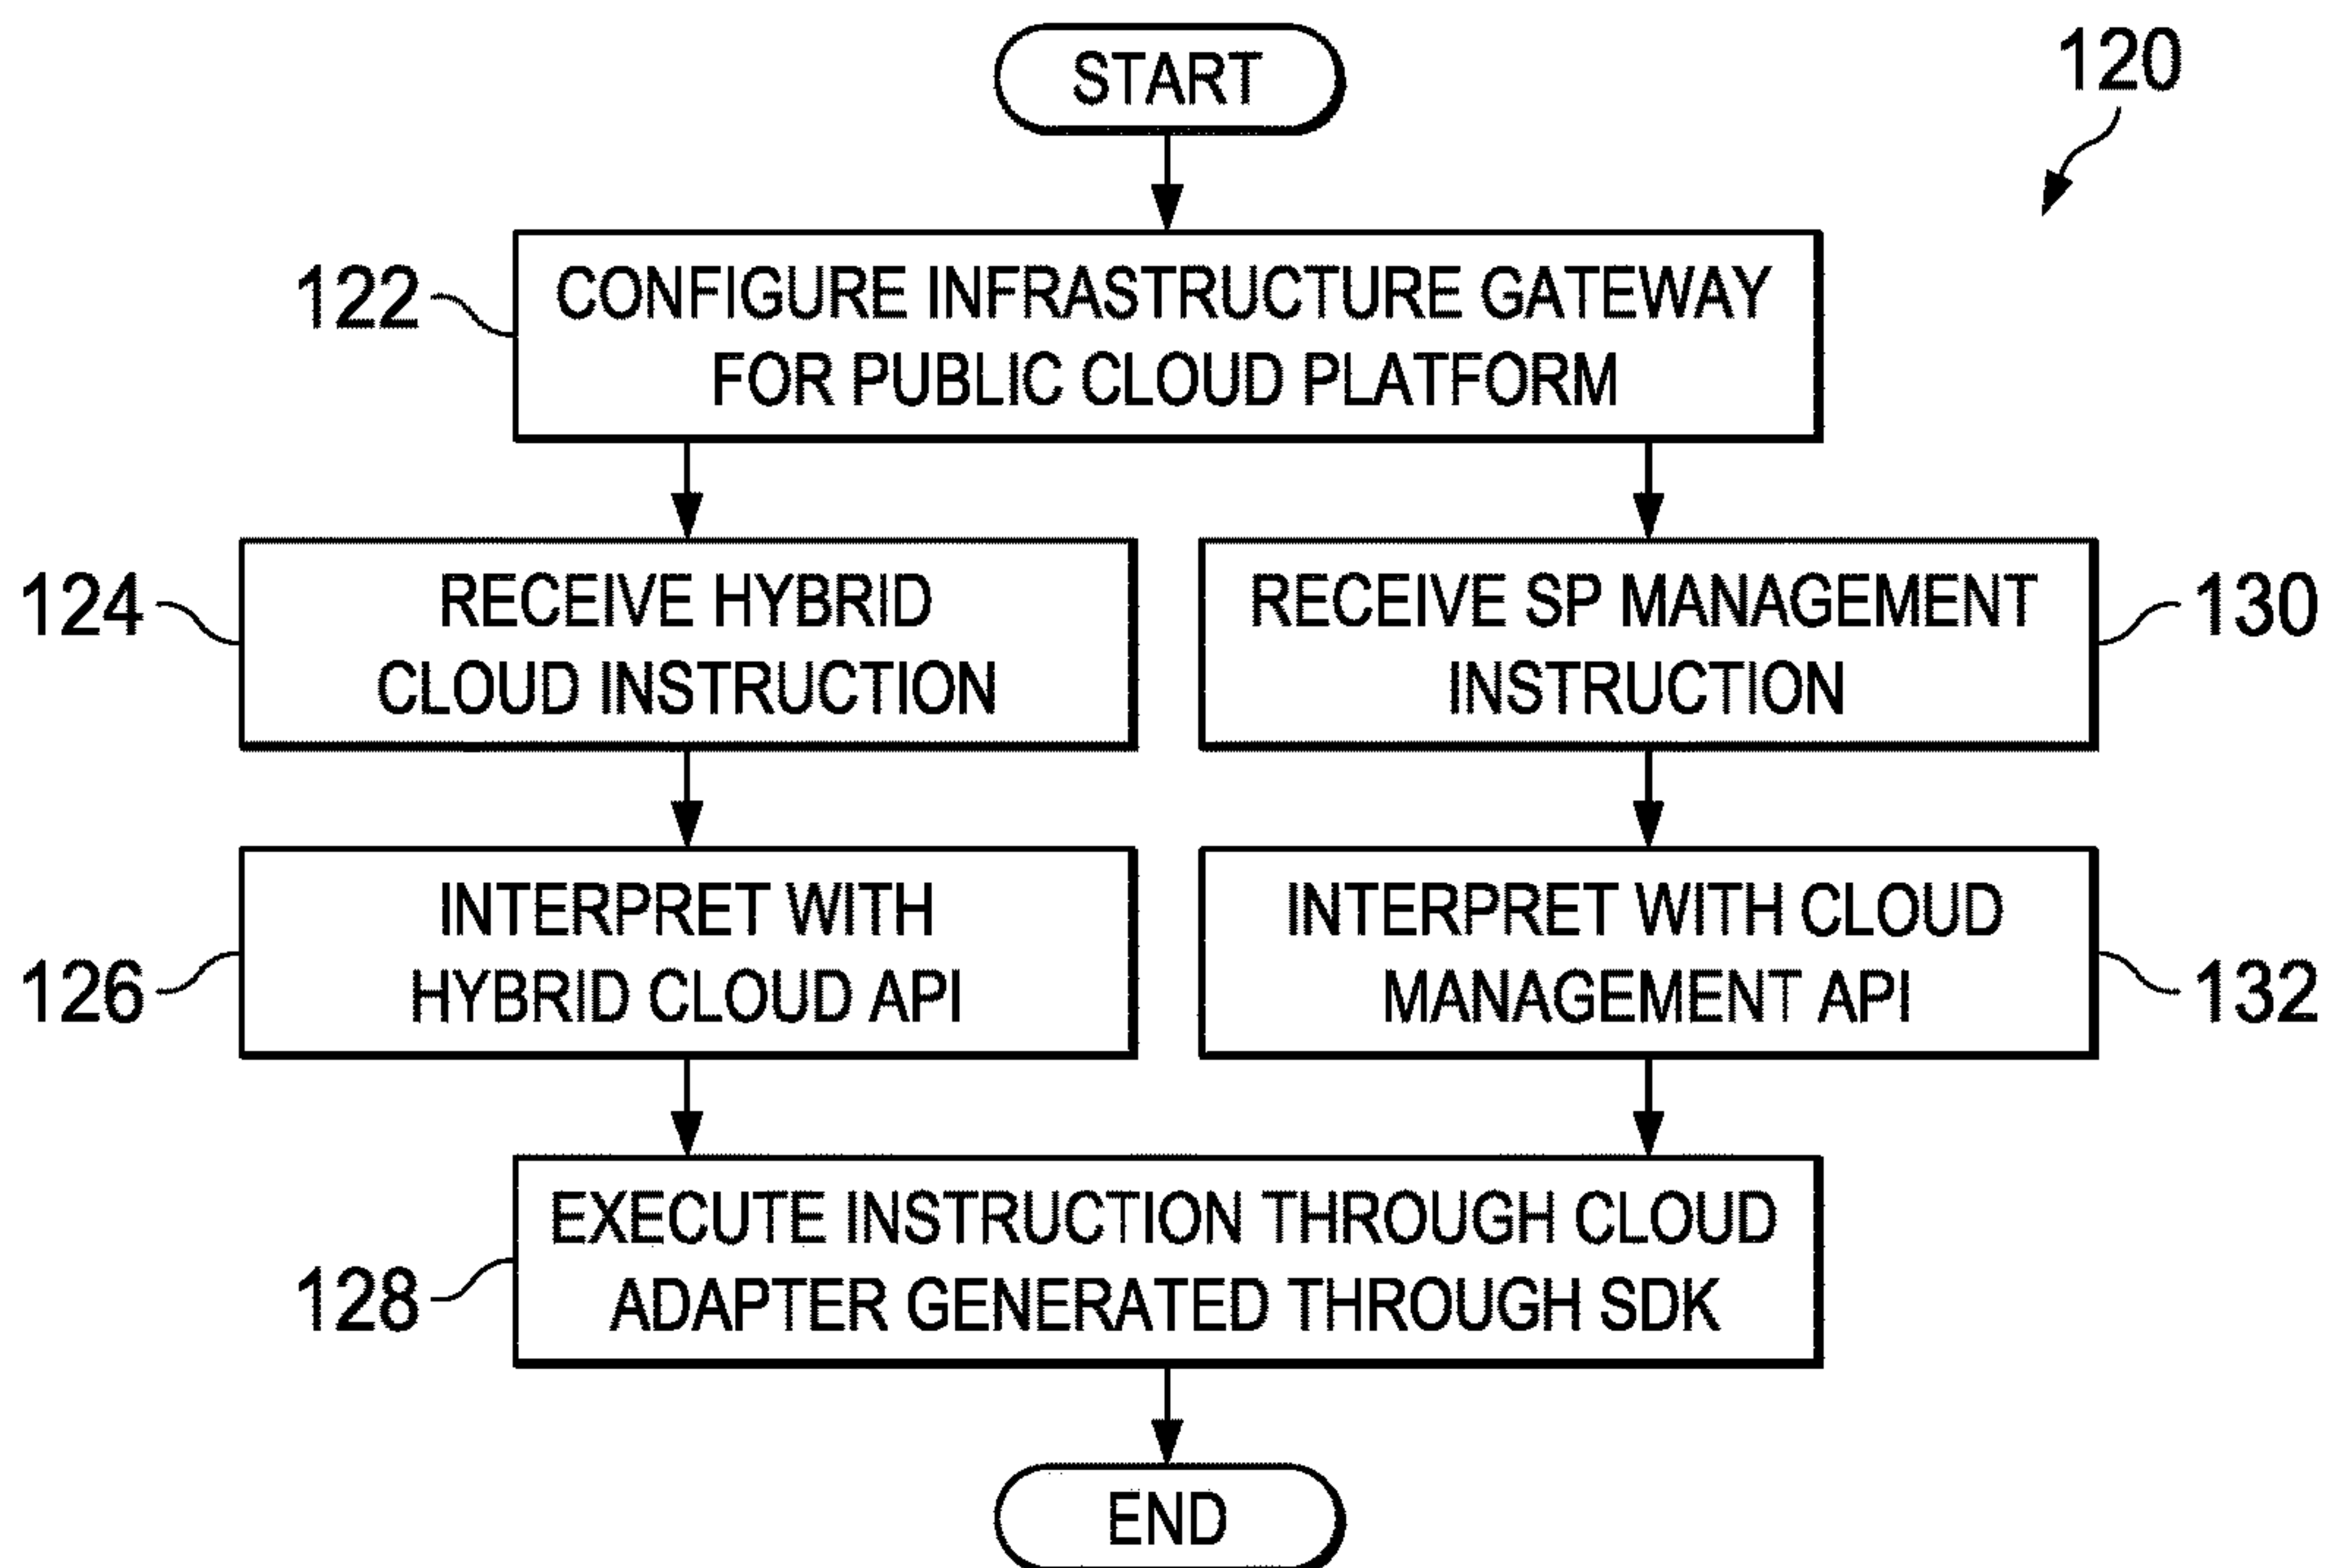 START
120
122
CONFIGURE INFRASTRUCTURE GATEWAY
FOR PUBLIC CLOUD PLATFORM
124
RECEIVE HYBRID
CLOUD INSTRUCTION
RECEIVE SP MANAGEMENT
INSTRUCTION
130
126
INTERPRET WITH
HYBRID CLOUD API
INTERPRET WITH CLOUD
MANAGEMENT API
132
128
EXECUTE INSTRUCTION THROUGH CLOUD
ADAPTER GENERATED THROUGH SDK
END